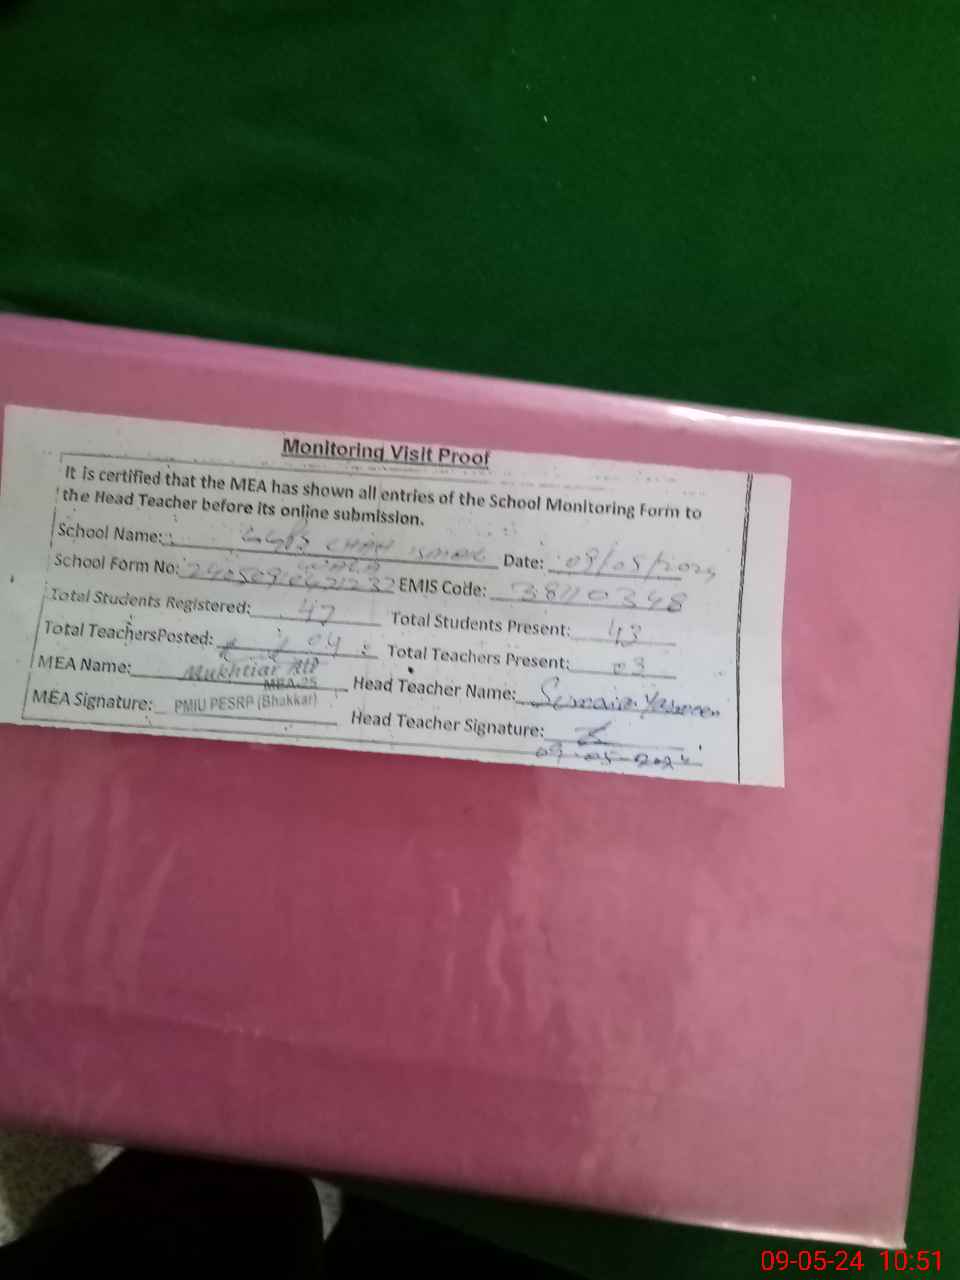 Monitoring Visit Proof
It is certified that the MEA has shown all entries of the School Monitoring Form to
the Head Teacher before its online submission.
School Name: CHAH ISMAIL WALA Date: 09/05/2024
School Form No: EMIS Code: 38110348
Total Students Registered: 47 Total Students Present: 43
Total TeachersPosted: 04 Total Teachers Present: 03
MEA Name: Mukhtiar Head Teacher Name: Yasmeen
MEA-25
MEA Signature: PMIU PESRP (Bhakkar) Head Teacher Signature:
09-05-2024
09-05-24 10:51